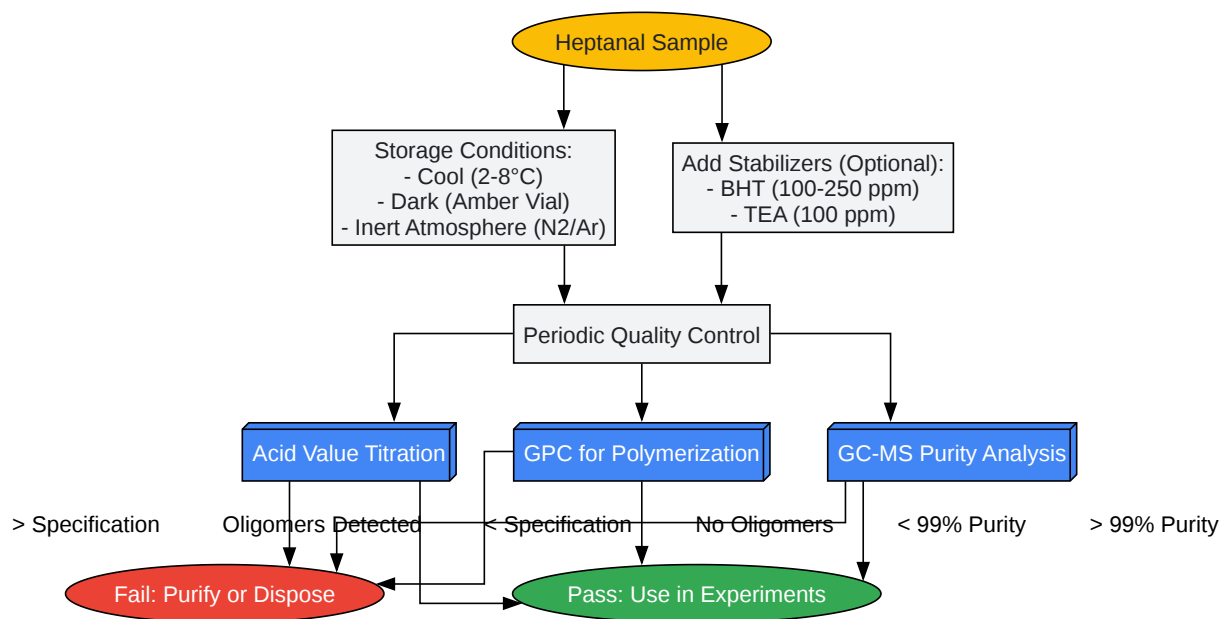 Heptanal Sample
Storage Conditions:
- Cool (2-8°C)
- Dark (Amber Vial)
- Inert Atmosphere (N2/Ar)
Add Stabilizers (Optional):
- BHT (100-250 ppm)
- TEA (100 ppm)
Periodic Quality Control
Acid Value Titration
GPC for Polymerization
GC-MS Purity Analysis
> Specification
Oligomers Detected
< Specification
No Oligomers
< 99% Purity
> 99% Purity
Fail: Purify or Dispose
Pass: Use in Experiments